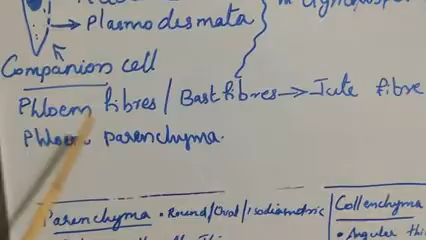 → Plasmodesmata
Companion cell
Phloem fibres / Bast fibres → Jute fibre
Phloem parenchyma.
Parenchyma • Round/Oval/Isodiametric
Collenchyma
• Angular